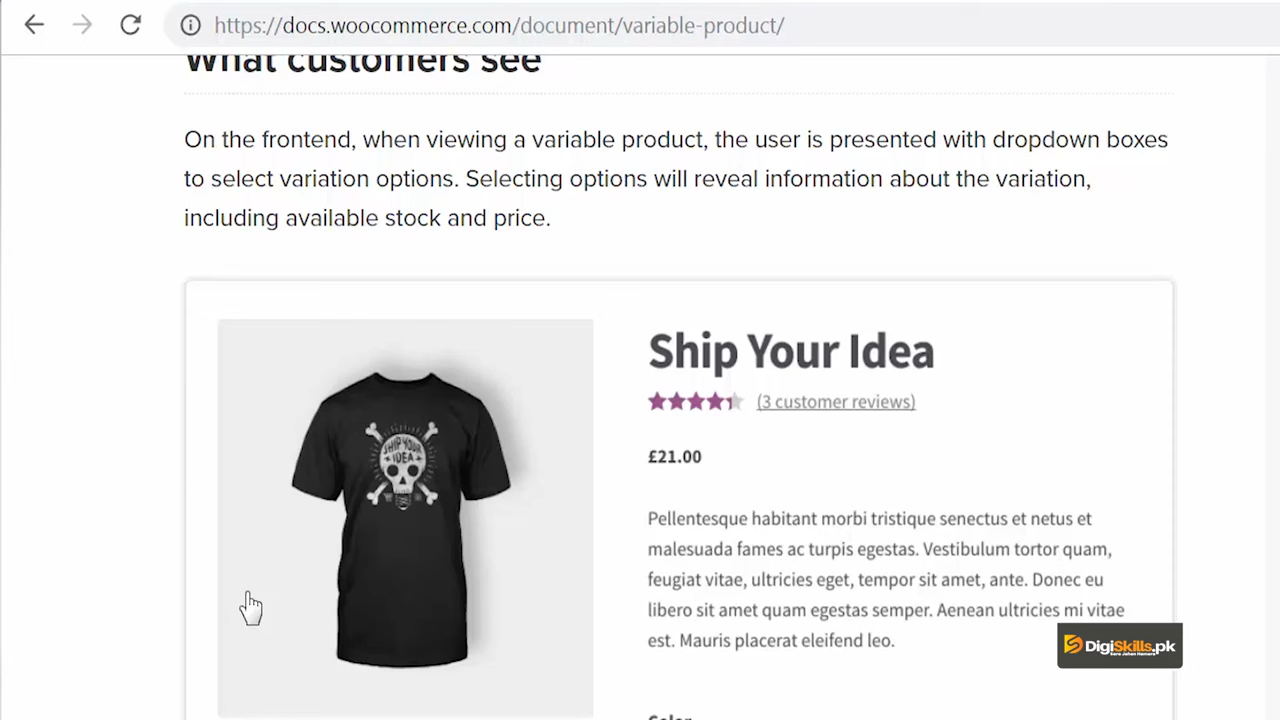 https://docs.woocommerce.com/document/variable-product/
What customers see
On the frontend, when viewing a variable product, the user is presented with dropdown boxes
to select variation options. Selecting options will reveal information about the variation,
including available stock and price.
SHIP YOUR
IDEA
Ship Your Idea
(3 customer reviews)
£21.00
Pellentesque habitant morbi tristique senectus et netus et
malesuada fames ac turpis egestas. Vestibulum tortor quam,
feugiat vitae, ultricies eget, tempor sit amet, ante. Donec eu
libero sit amet quam egestas semper. Aenean ultricies mi vitae
est. Mauris placerat eleifend leo.
DigiSkills.pk
Color